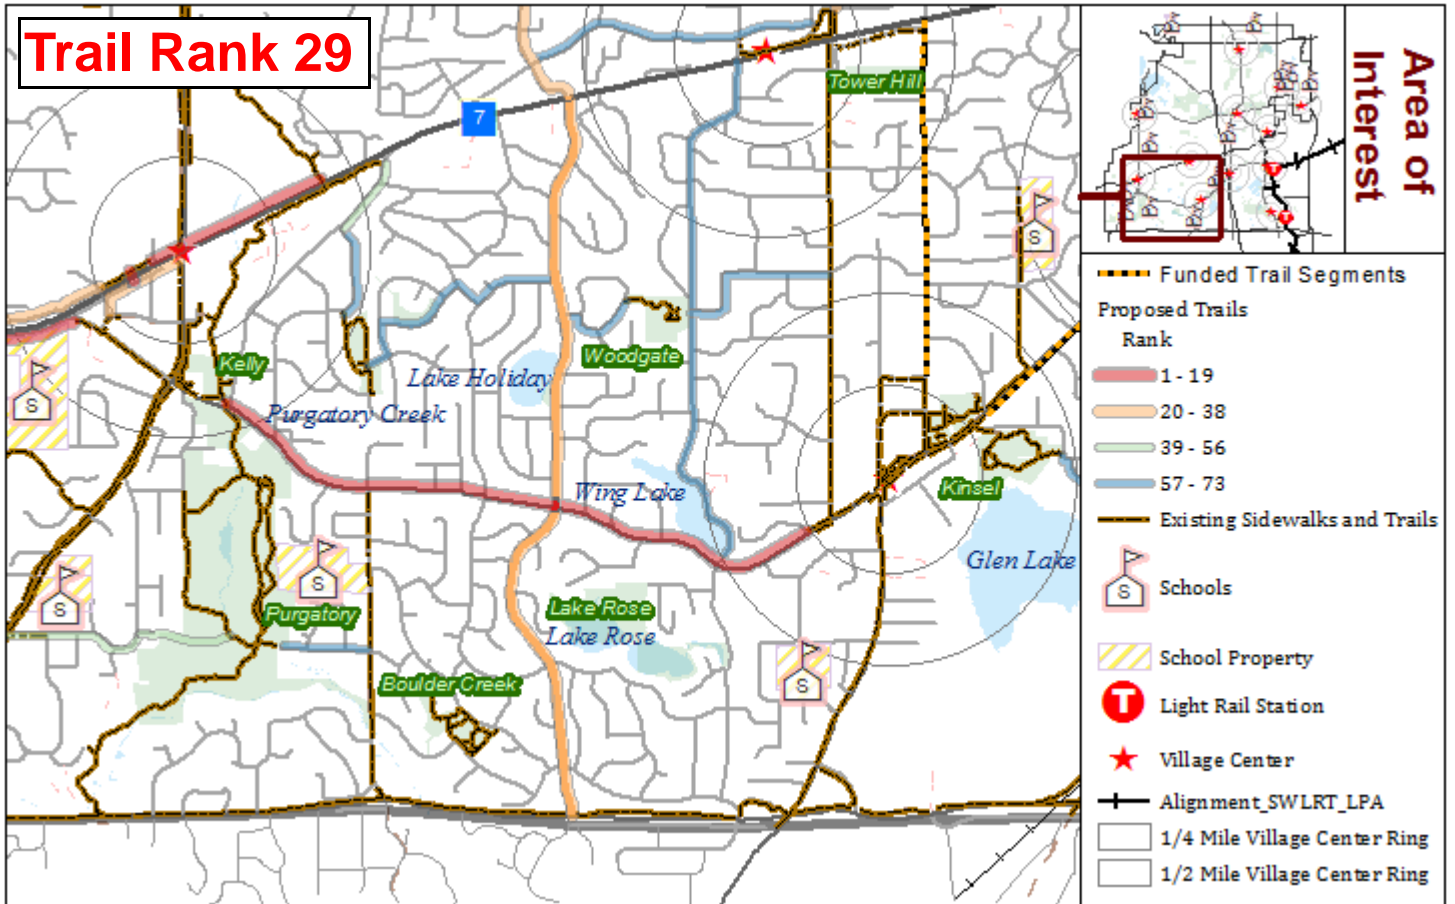 Trail Rank 29
7
Tower Hill
S
Kelly
Woodgate
Lake Holiday
Purgatory Creek
S
Wing Lake
Kinsel
Glen Lake
S
S
Purgatory
Lake Rose
Lake Rose
S
Boulder Creek
Area of
Interest
T
T
Funded Trail Segments
Proposed Trails
Rank
1 - 19
20 - 38
39 - 56
57 - 73
Existing Sidewalks and Trails
S
Schools
School Property
T
Light Rail Station
Village Center
Alignment_SWLRT_LPA
1/4 Mile Village Center Ring
1/2 Mile Village Center Ring